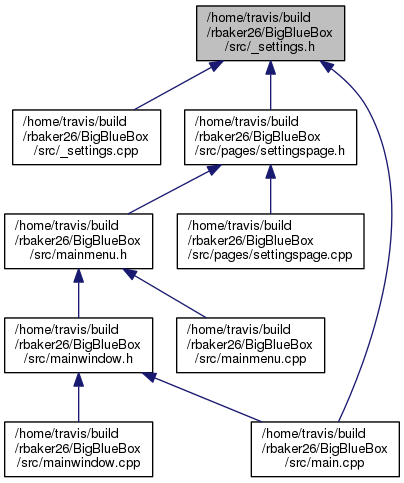 /home/travis/build
/rbaker26/BigBlueBox
/src/_settings.h
/home/travis/build
/rbaker26/BigBlueBox
/src/_settings.cpp
/home/travis/build
/rbaker26/BigBlueBox
/src/pages/settingspage.h
/home/travis/build
/rbaker26/BigBlueBox
/src/mainmenu.h
/home/travis/build
/rbaker26/BigBlueBox
/src/pages/settingspage.cpp
/home/travis/build
/rbaker26/BigBlueBox
/src/mainwindow.h
/home/travis/build
/rbaker26/BigBlueBox
/src/mainmenu.cpp
/home/travis/build
/rbaker26/BigBlueBox
/src/mainwindow.cpp
/home/travis/build
/rbaker26/BigBlueBox
/src/main.cpp